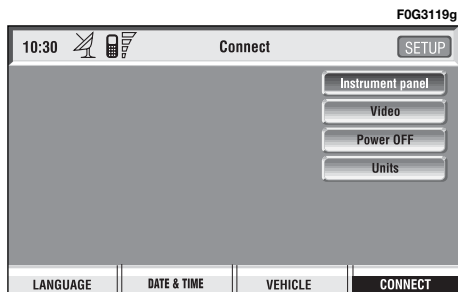 F0G3119g
10:30 Connect SETUP
Instrument panel
Video
Power OFF
Units
LANGUAGE DATE & TIME VEHICLE CONNECT